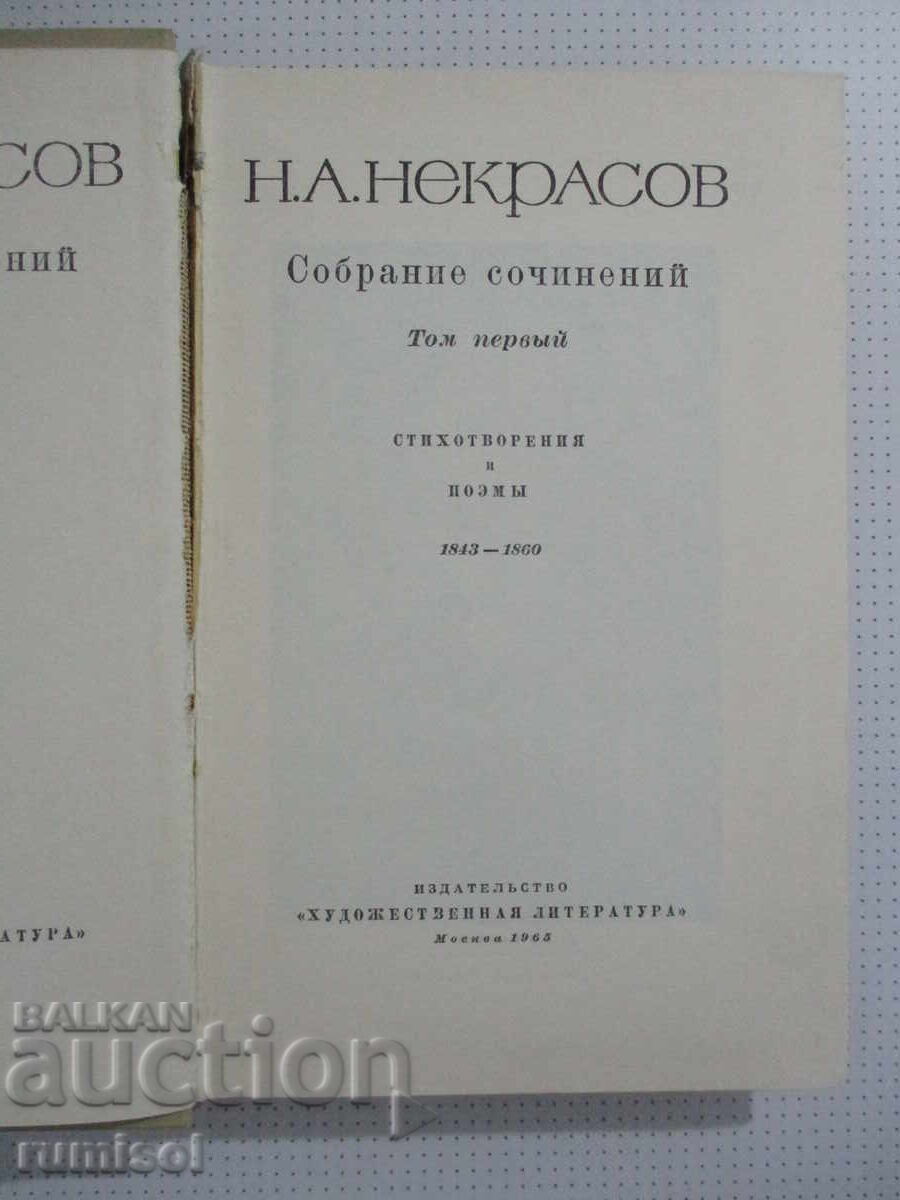 СОВ
ний
АТУРА»
Н.А.НЕКРАСОВ
Собрание сочинений
Том первый
СТИХОТВОРЕНИЯ
И
ПОЭМЫ
1843—1860
ИЗДАТЕЛЬСТВО
«ХУДОЖЕСТВЕННАЯ ЛИТЕРАТУРА»
Москва 1965
BALKAN
auction
rumisol